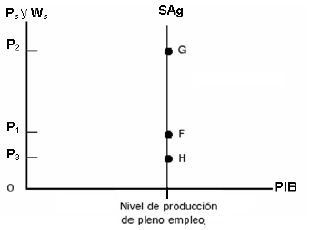 Ps y Ws
SAg
P2
G
P1
F
P3
H
O
PIB
Nivel de producción
de pleno empleo